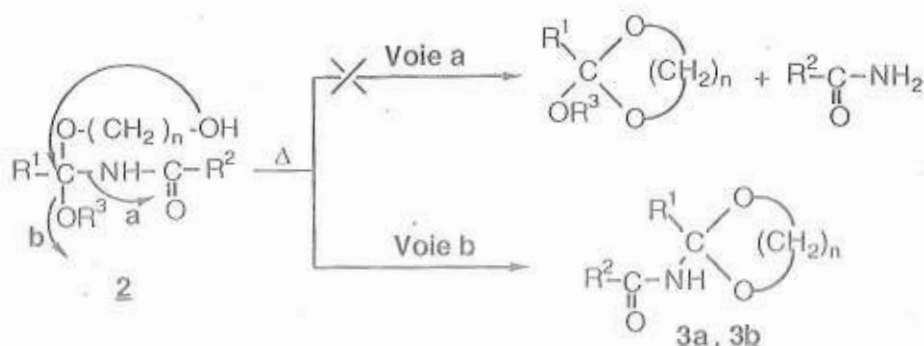 Voie a
R¹ C O (CH₂)n OR³ O + R²-C-NH₂ O
O-(CH₂)n-OH
R¹-C-NH-C-R² Δ
OR³ a O
b
Voie b
2
R¹ C O (CH₂)n O
R²-C-NH O
3a, 3b